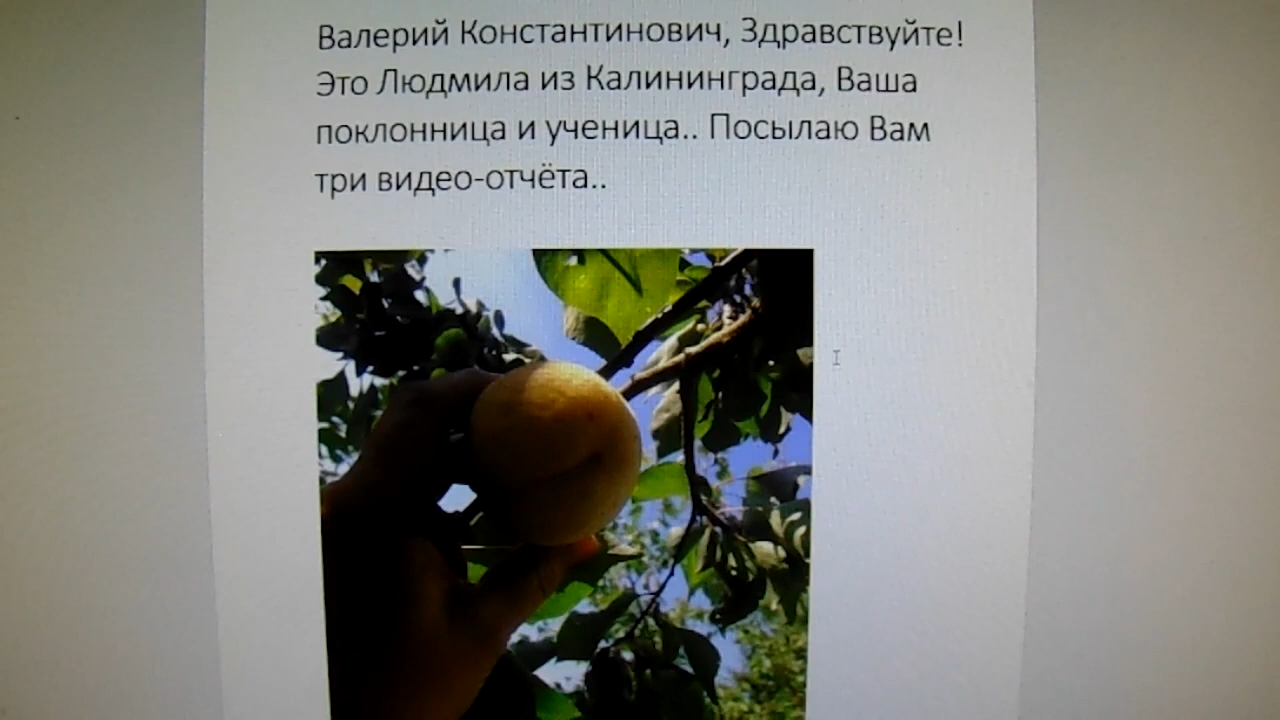 Валерий Константинович, Здравствуйте!
Это Людмила из Калининграда, Ваша
поклонница и ученица.. Посылаю Вам
три видео-отчёта..